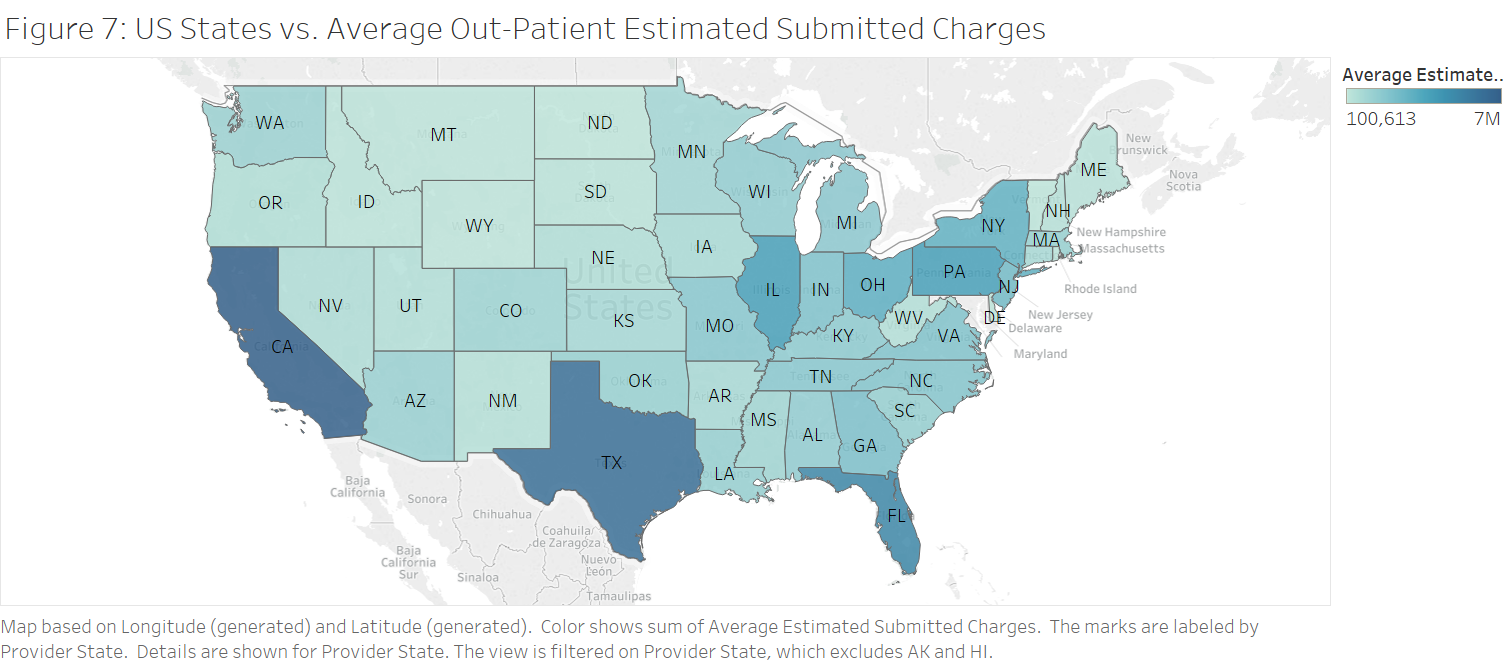 Figure 7: US States vs. Average Out-Patient Estimated Submitted Charges
Average Estimate..
100,613 7M
WA
MT
ND
MN
OR
ID
WY
SD
WI
MI
ME
New
Brunswick
Nova
Scotia
NH
NY
MA
New Hampshire
Massachusetts
Rhode Island
IA
NE
United
States
NV
UT
CO
KS
MO
IL
IN
OH
PA
NJ
New Jersey
DE
Delaware
Maryland
WV
VA
KY
CA
AZ
NM
OK
AR
TN
NC
SC
MS
AL
GA
TX
LA
FL
Baja
California
Sonora
Chihuahua
Coahuila
de Zaragoza
Nuevo
León
Tamaulipas
Baja
California
Sur
Sinaloa
Map based on Longitude (generated) and Latitude (generated). Color shows sum of Average Estimated Submitted Charges. The marks are labeled by
Provider State. Details are shown for Provider State. The view is filtered on Provider State, which excludes AK and HI.